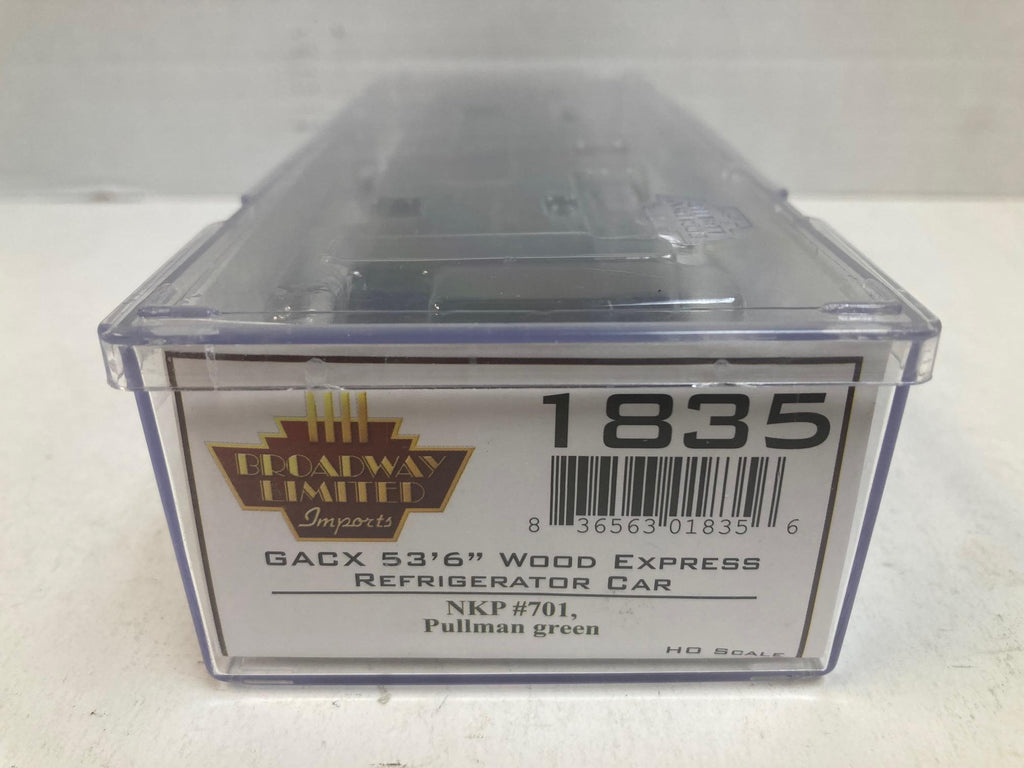 BROADWAY
LIMITED
Imports
1835
8 36563 01835 6
GACX 53'6" WOOD EXPRESS
REFRIGERATOR CAR
NKP #701,
Pullman green
HO SCALE